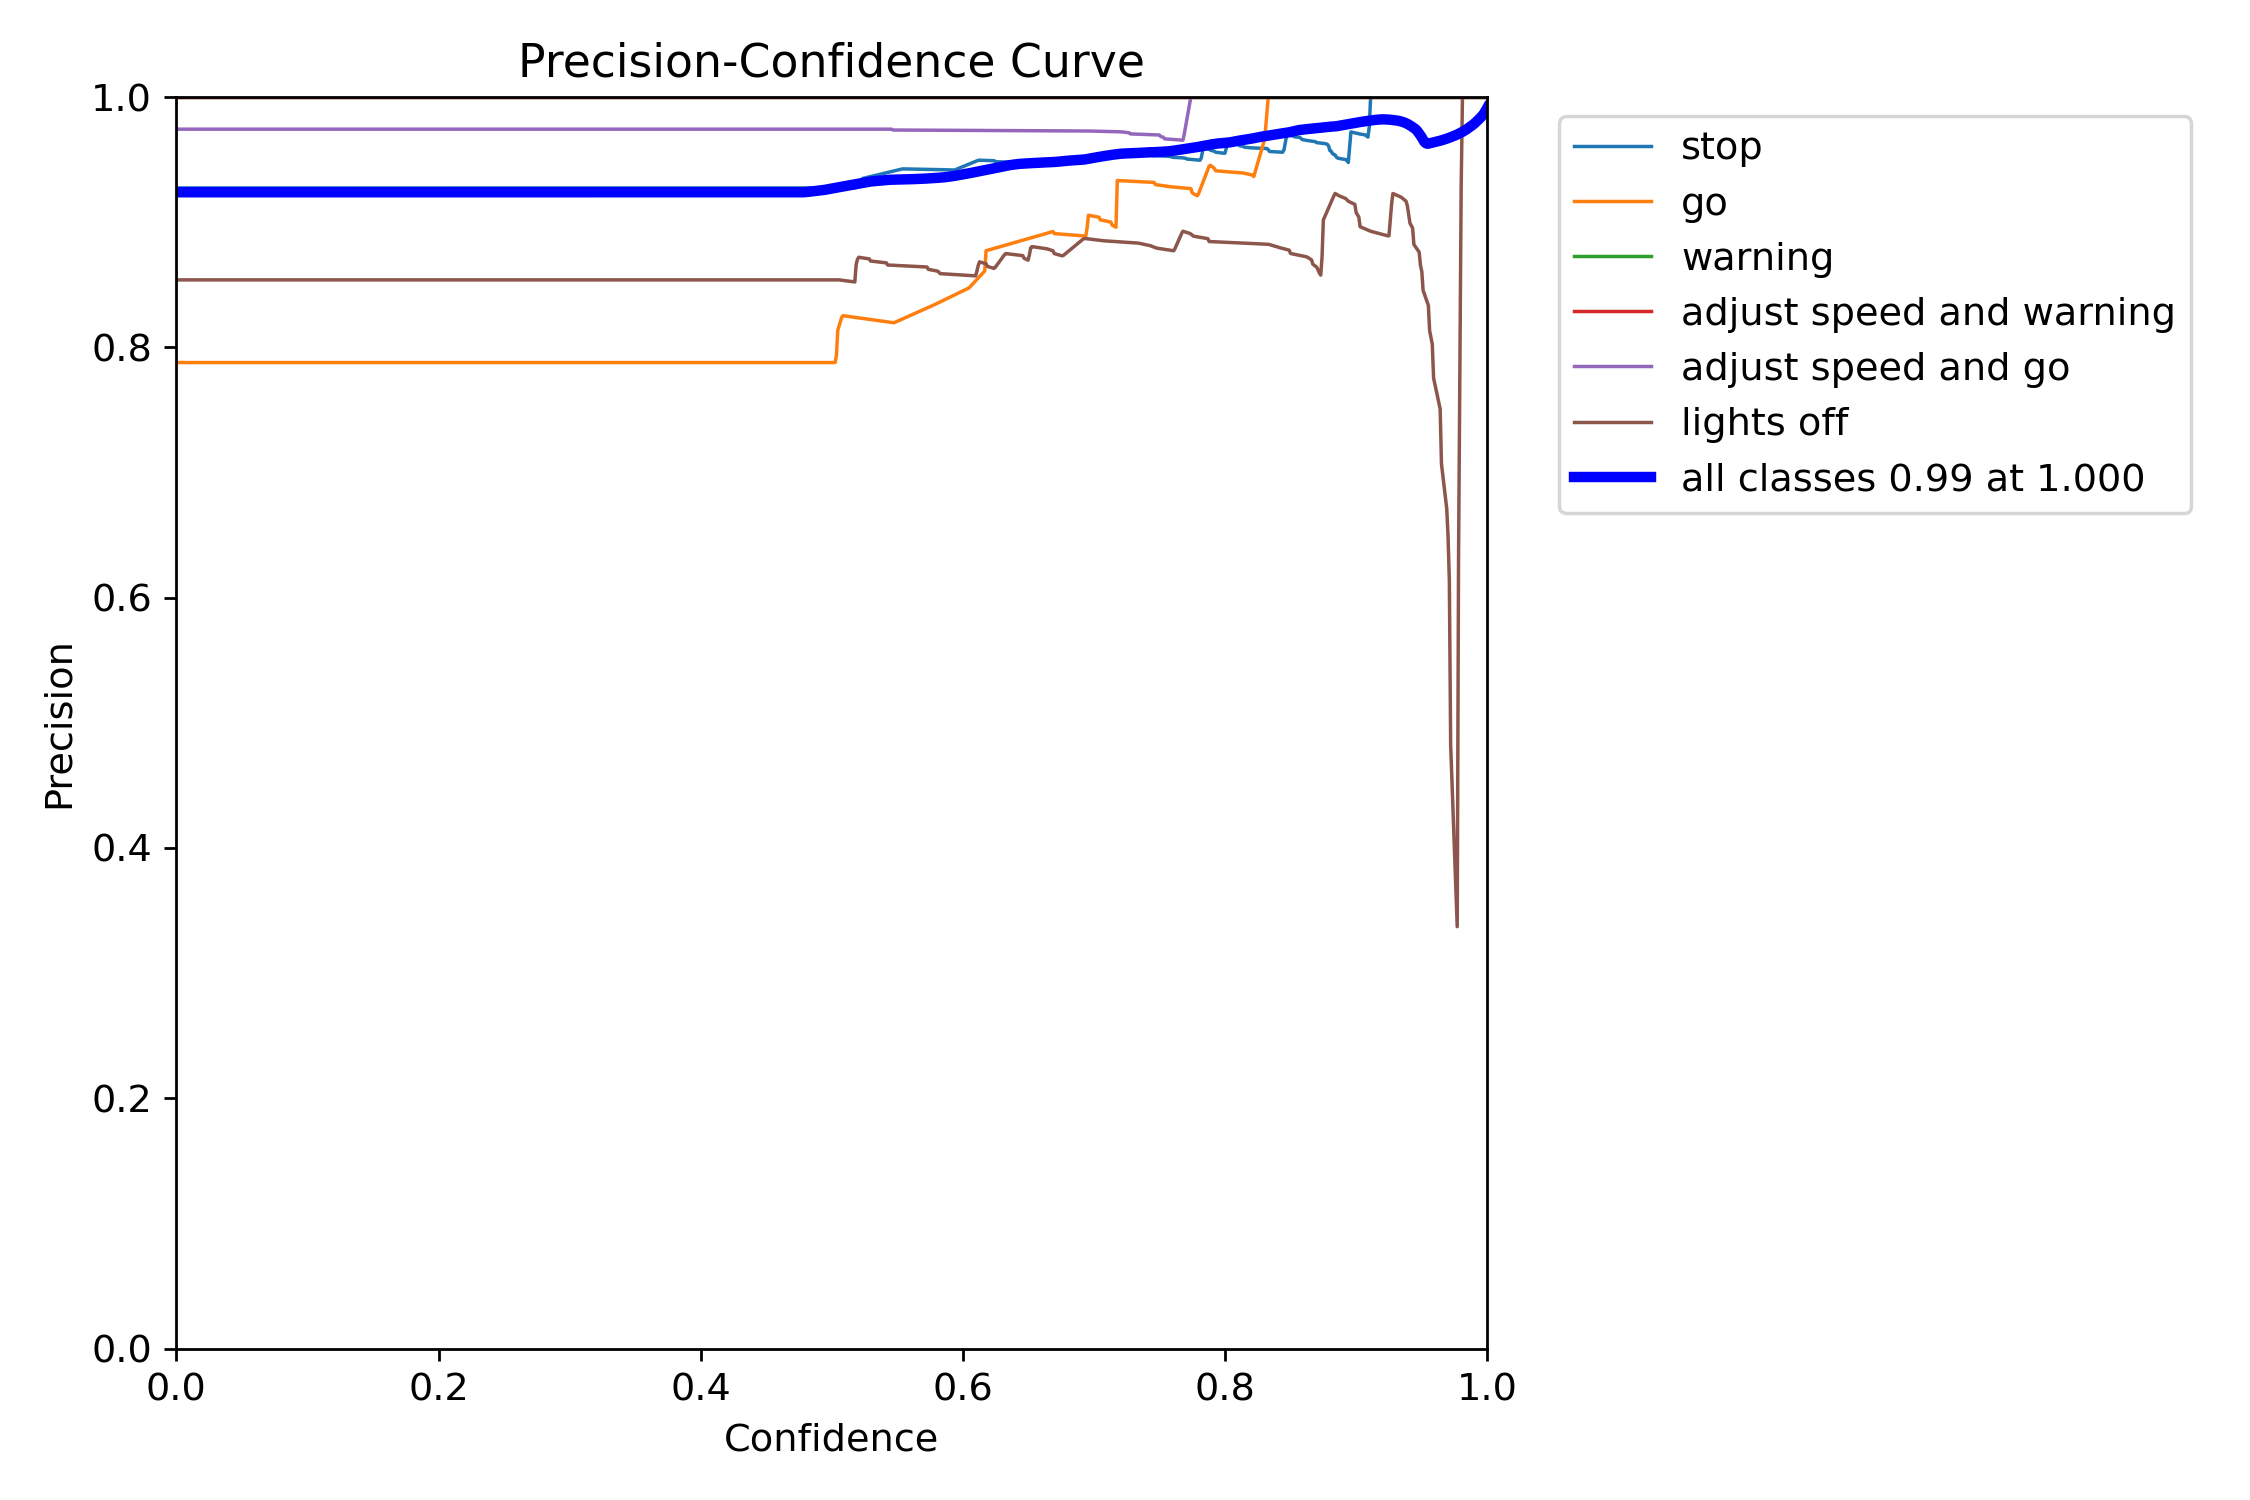 Precision-Confidence Curve
1.0
0.8
0.6
0.4
0.2
0.0
Precision
0.0 0.2 0.4 0.6 0.8 1.0
Confidence
stop
go
warning
adjust speed and warning
adjust speed and go
lights off
all classes 0.99 at 1.000